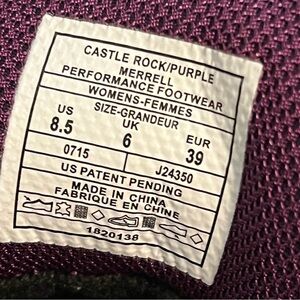 CASTLE ROCK/PURPLE
MERRELL
PERFORMANCE FOOTWEAR
WOMENS-FEMMES
SIZE-GRANDEUR
US UK EUR
8.5 6 39
0715 J24350
US PATENT PENDING
MADE IN CHINA
FABRIQUE EN CHINE
1820138